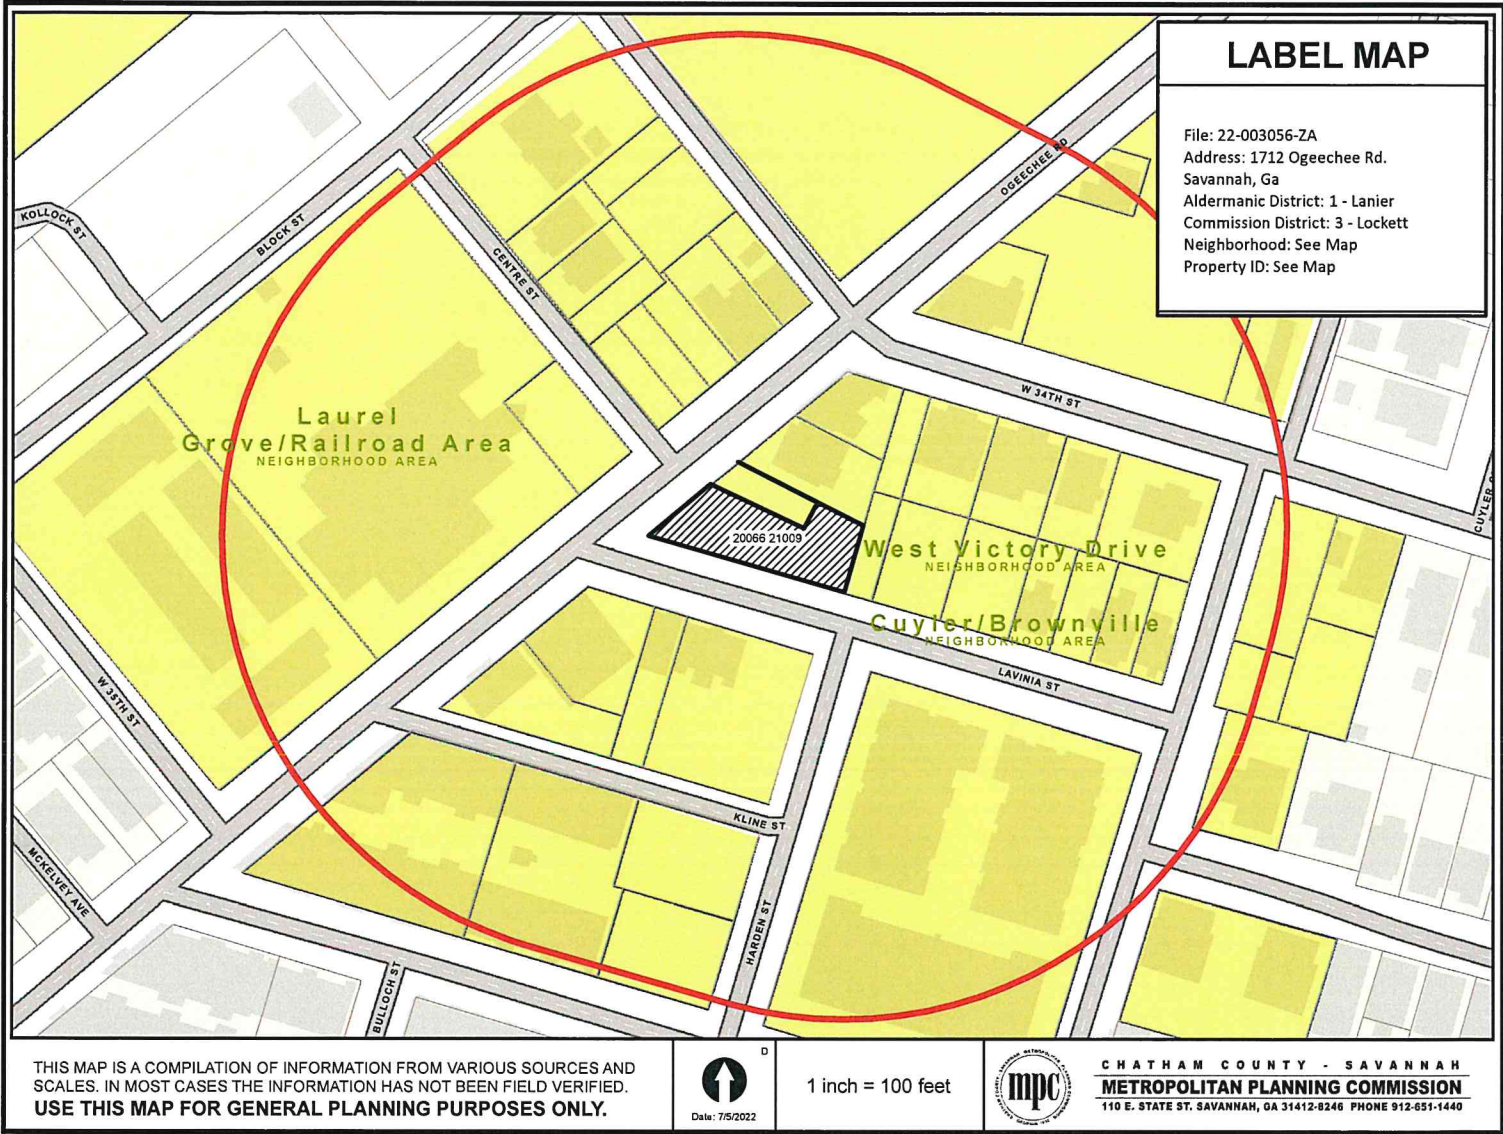 LABEL MAP
File: 22-003056-ZA
Address: 1712 Ogeechee Rd.
Savannah, Ga
Aldermanic District: 1 - Lanier
Commission District: 3 - Lockett
Neighborhood: See Map
Property ID: See Map
OGEECHEE RD
KOLLOCK ST
BLOCK ST
CENTRE ST
W 34TH ST
Laurel
Grove/Railroad Area
NEIGHBORHOOD AREA
CUYLER
20066 21009
West Victory Drive
NEIGHBORHOOD AREA
Cuyler/Brownville
NEIGHBORHOOD AREA
LAVINIA ST
W 35TH ST
KLINE ST
MCKELVEY AVE
HARDEN ST
BULLOCH ST
THIS MAP IS A COMPILATION OF INFORMATION FROM VARIOUS SOURCES AND
SCALES. IN MOST CASES THE INFORMATION HAS NOT BEEN FIELD VERIFIED.
USE THIS MAP FOR GENERAL PLANNING PURPOSES ONLY.
D
Date: 7/5/2022
1 inch = 100 feet
mpc
CHATHAM COUNTY - SAVANNAH
METROPOLITAN PLANNING COMMISSION
110 E. STATE ST. SAVANNAH, GA 31412-8246 PHONE 912-651-1440